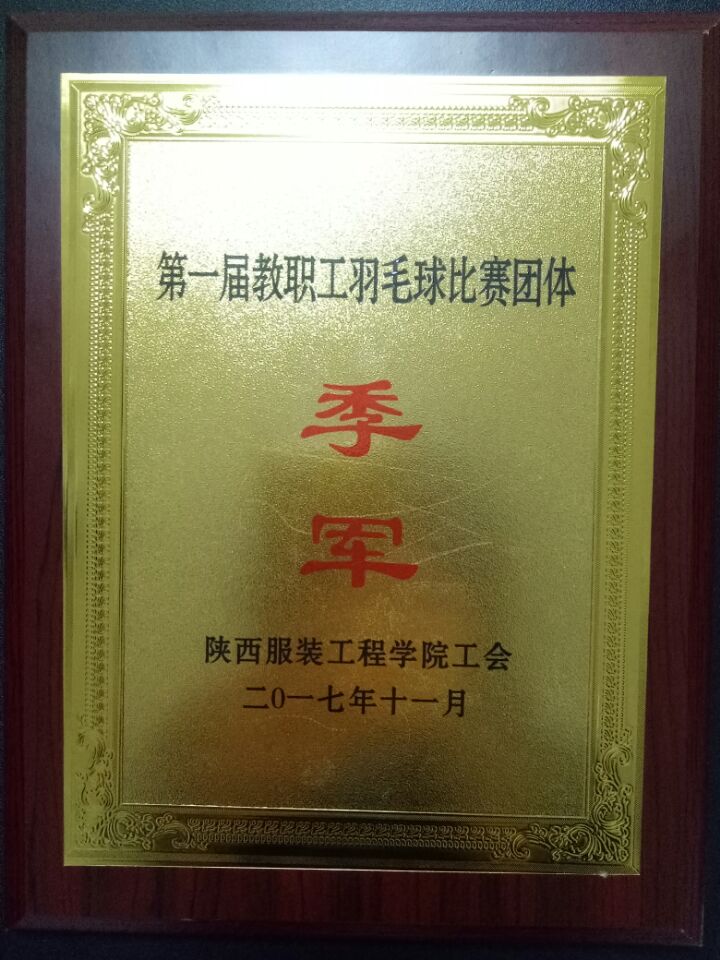 第一届教职工羽毛球比赛团体
季
军
陕西服装工程学院工会
二0一七年十一月